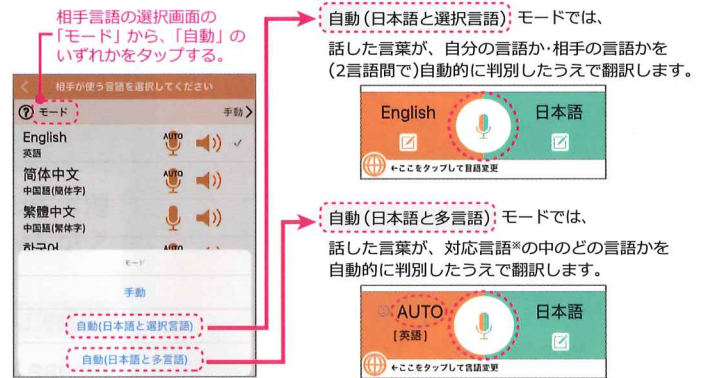 相手言語の選択画面の
「モード」から、「自動」の
いずれかをタップする。
相手が使う言語を選択してください
? モード 手動
English AUTO
英語
简体中文 AUTO
中国語(簡体字)
繁體中文
中国語(繁体字)
한국어 AUTO
モード
手動
自動(日本語と選択言語)
自動(日本語と多言語)
自動(日本語と選択言語) モードでは、
話した言葉が、自分の言語か・相手の言語かを
(2言語間で)自動的に判別したうえで翻訳します。
English 日本語
←ここをタップして言語変更
自動(日本語と多言語) モードでは、
話した言葉が、対応言語※の中のどの言語かを
自動的に判別したうえで翻訳します。
AUTO 日本語
[英語]
←ここをタップして言語変更